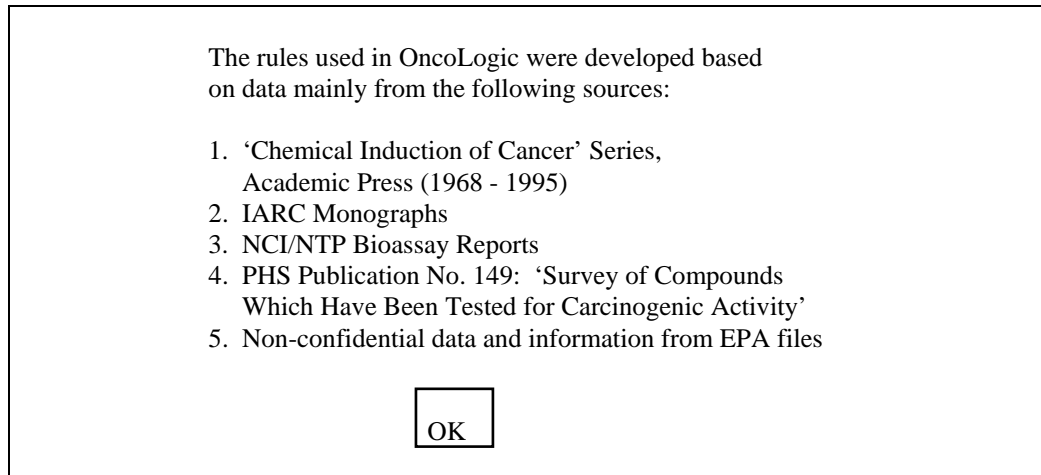 The rules used in OncoLogic were developed based
on data mainly from the following sources:
1. ‘Chemical Induction of Cancer’ Series,
Academic Press (1968 - 1995)
2. IARC Monographs
3. NCI/NTP Bioassay Reports
4. PHS Publication No. 149: ‘Survey of Compounds
Which Have Been Tested for Carcinogenic Activity’
5. Non-confidential data and information from EPA files
OK